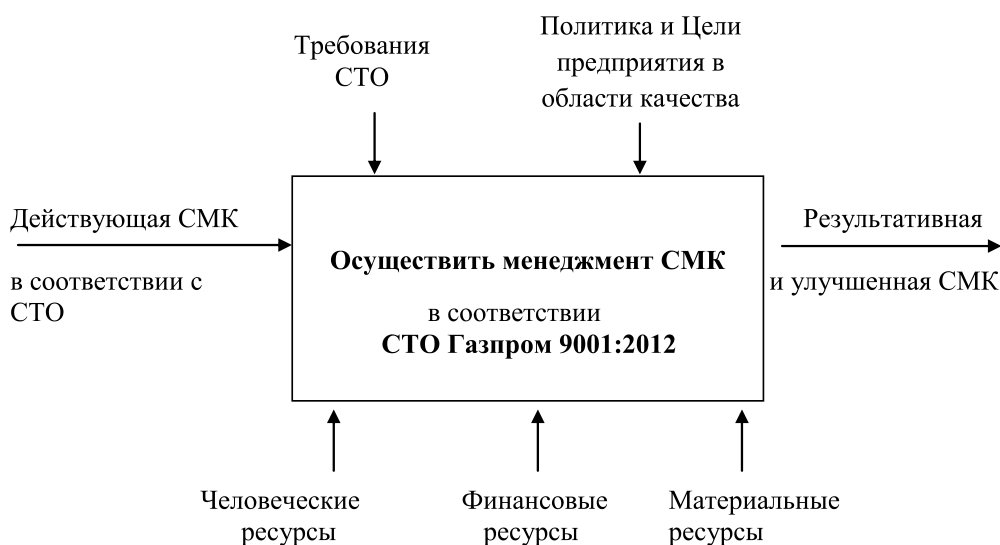 Требования
СТО
Политика и Цели
предприятия в
области качества
Действующая СМК
в соответствии с
СТО
Осуществить менеджмент СМК
в соответствии
СТО Газпром 9001:2012
Результативная
и улучшенная СМК
Человеческие
ресурсы
Финансовые
ресурсы
Материальные
ресурсы